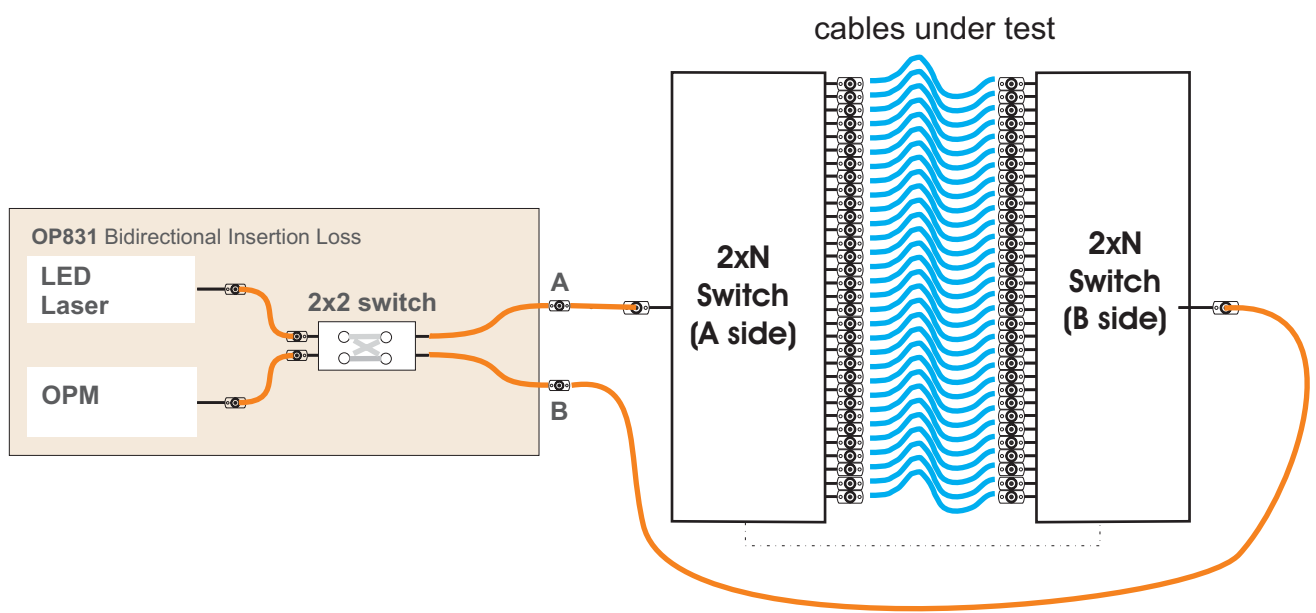 cables under test
OP831 Bidirectional Insertion Loss
LED
Laser
2x2 switch
OPM
A
B
2xN
Switch
(A side)
2xN
Switch
(B side)